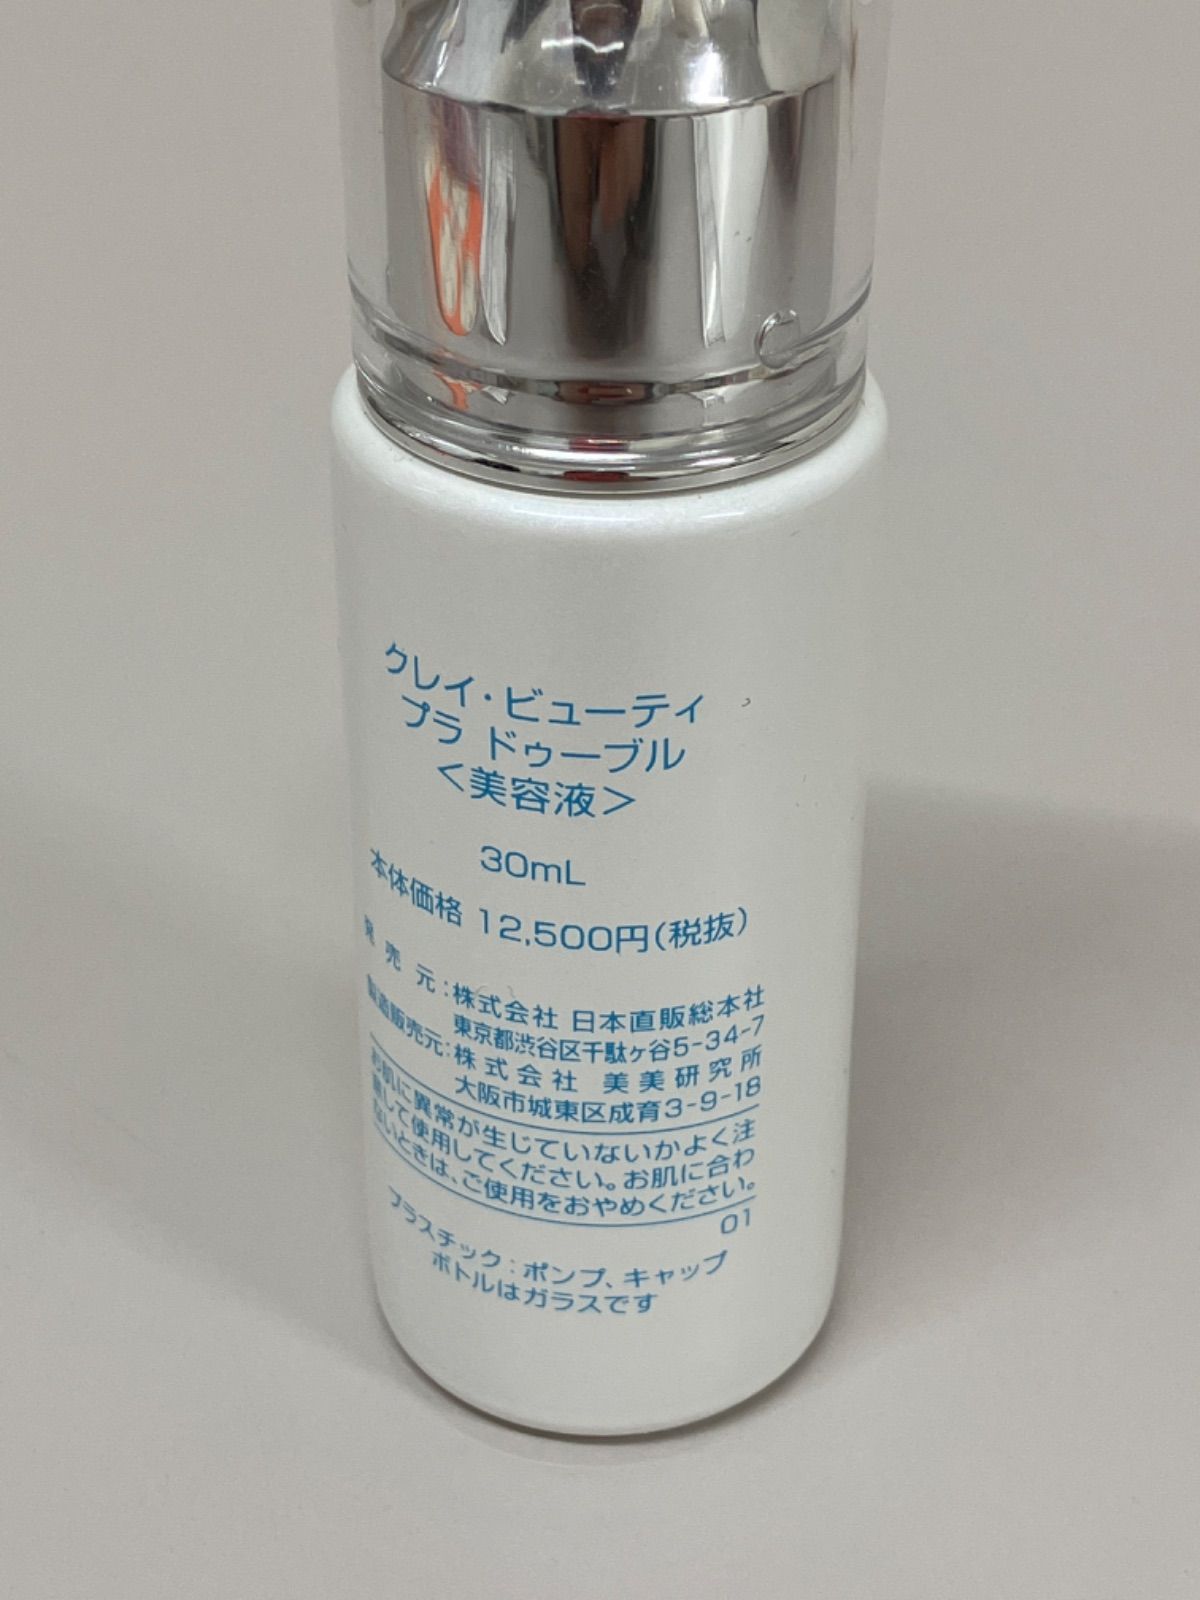 クレイ・ビューティ
プラ ドゥーブル
＜美容液＞
30mL
本体価格 12,500円(税抜)
発売元:株式会社 日本直販総本社
東京都渋谷区千駄ヶ谷5-34-7
製造販売元:株式会社 美美研究所
大阪市城東区成育3-9-18
お肌に異常が生じていないかよく注
意して使用してください。お肌に合わ
ないときは、ご使用をおやめください。
01
プラスチック:ポンプ、キャップ
ボトルはガラスです